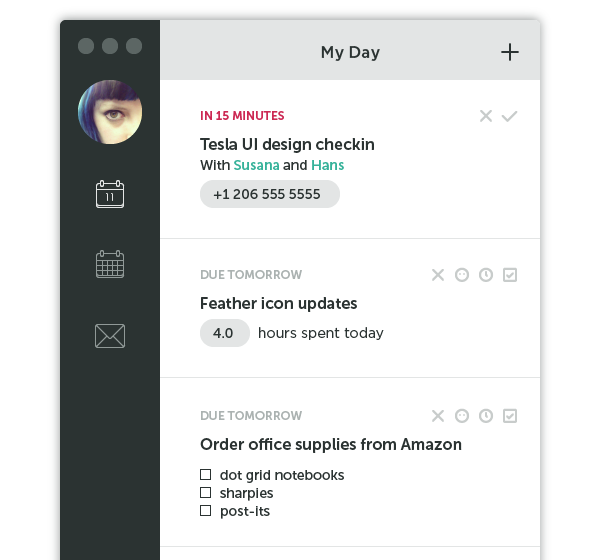 My Day
11
IN 15 MINUTES
Tesla UI design checkin
With Susana and Hans
+1 206 555 5555
DUE TOMORROW
Feather icon updates
4.0 hours spent today
DUE TOMORROW
Order office supplies from Amazon
dot grid notebooks
sharpies
post-its